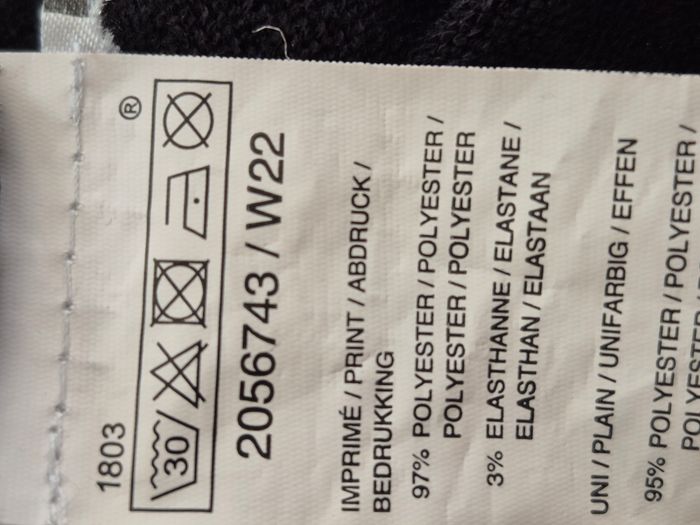 1803 ®
30
2056743 / W22
IMPRIMÉ / PRINT / ABDRUCK /
BEDRUKKING
97% POLYESTER / POLYESTER /
POLYESTER / POLYESTER
3% ELASTHANNE / ELASTANE /
ELASTHAN / ELASTAAN
UNI / PLAIN / UNIFARBIG / EFFEN
95% POLYESTER / POLYESTER /